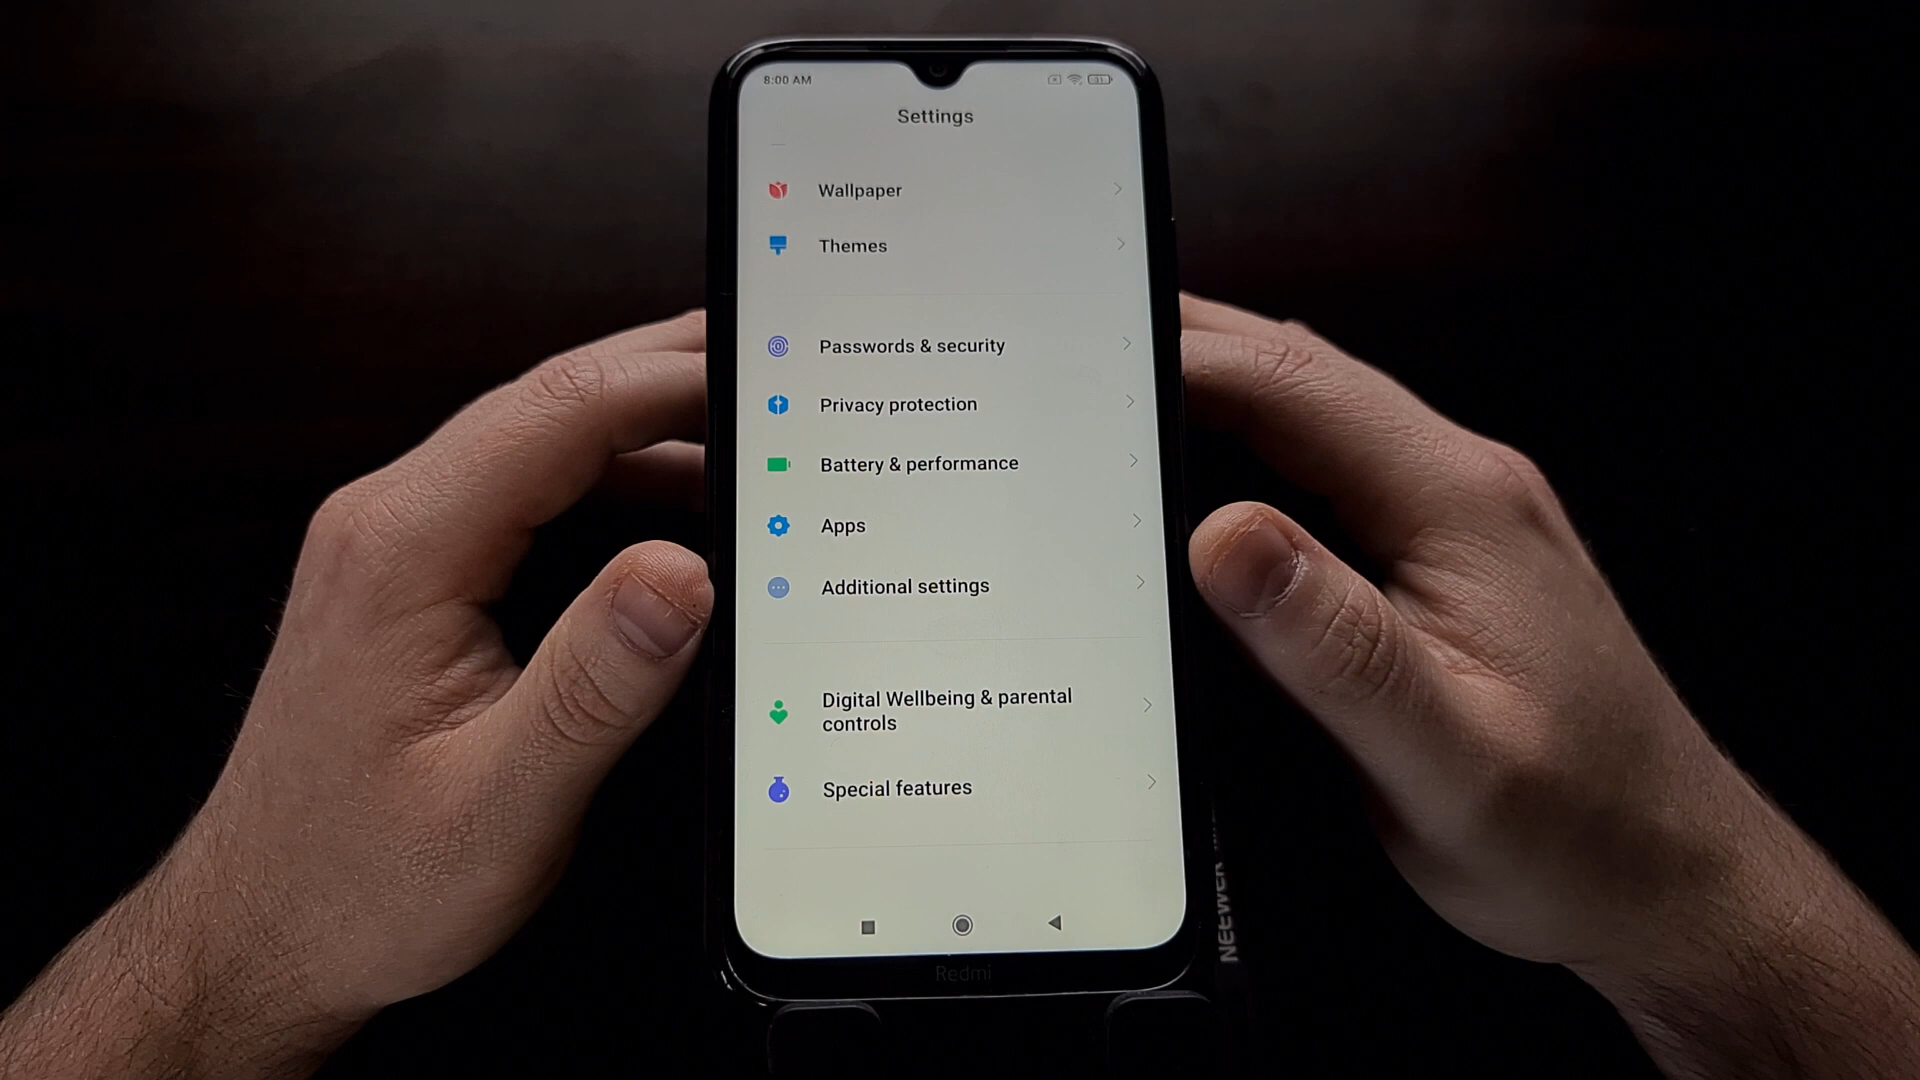 8:00 AM
31
Settings
Wallpaper
Themes
Passwords & security
Privacy protection
Battery & performance
Apps
Additional settings
Digital Wellbeing & parental
controls
Special features
Redmi
NEEWER